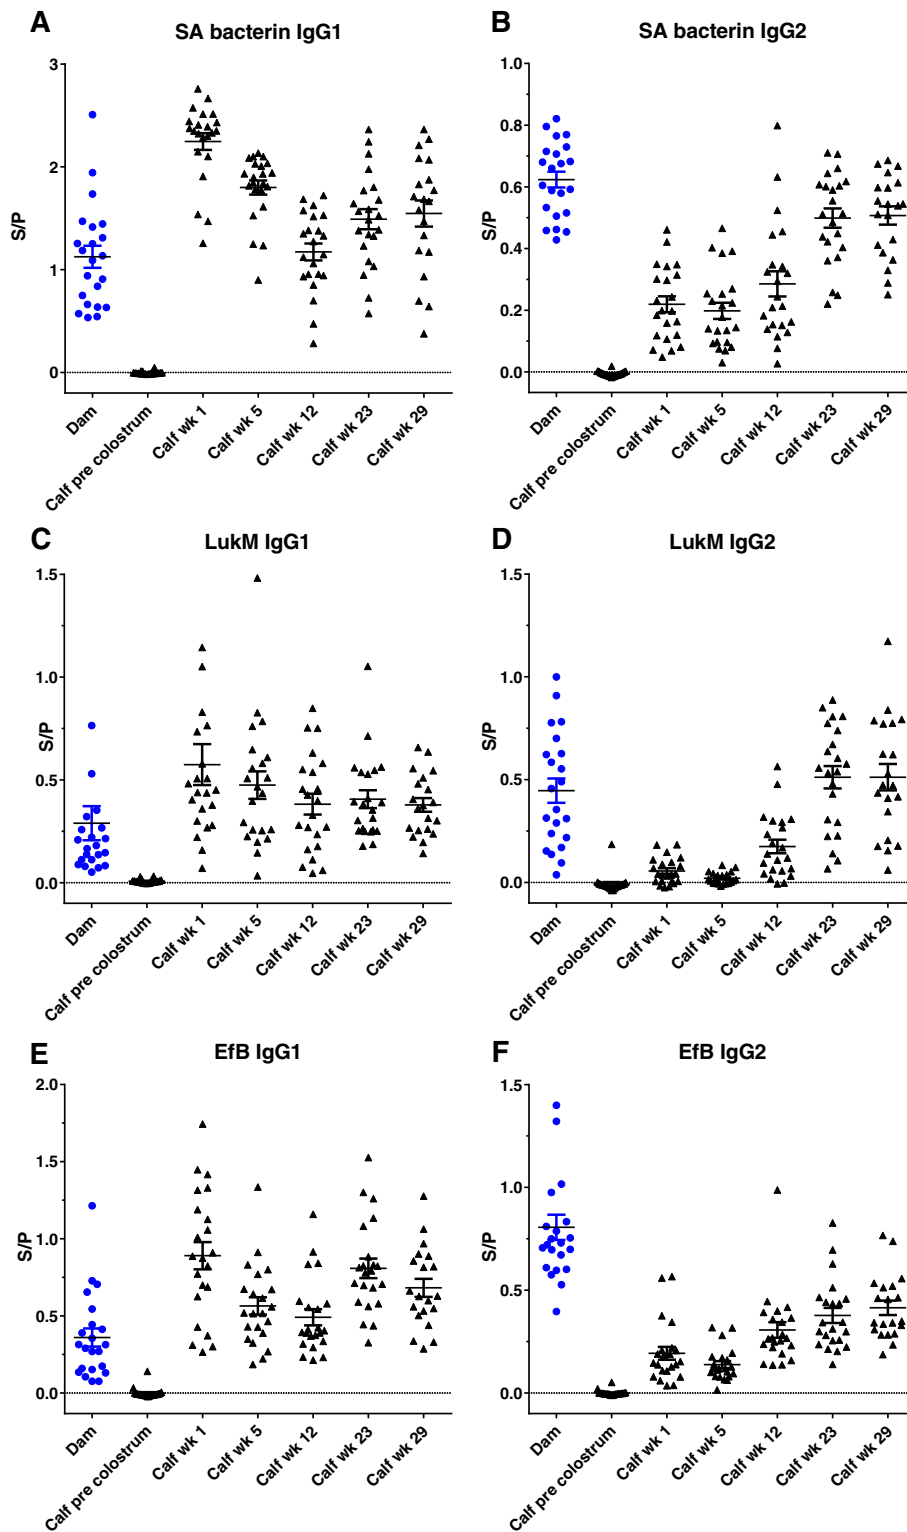 A
SA bacterin IgG1
S/P
3
2
1
0
Dam
Calf pre colostrum
Calf wk 1
Calf wk 5
Calf wk 12
Calf wk 23
Calf wk 29
B
SA bacterin IgG2
S/P
1.0
0.8
0.6
0.4
0.2
0.0
Dam
Calf pre colostrum
Calf wk 1
Calf wk 5
Calf wk 12
Calf wk 23
Calf wk 29
C
LukM IgG1
S/P
1.5
1.0
0.5
0.0
Dam
Calf pre colostrum
Calf wk 1
Calf wk 5
Calf wk 12
Calf wk 23
Calf wk 29
D
LukM IgG2
S/P
1.5
1.0
0.5
0.0
Dam
Calf pre colostrum
Calf wk 1
Calf wk 5
Calf wk 12
Calf wk 23
Calf wk 29
E
EfB IgG1
S/P
2.0
1.5
1.0
0.5
0.0
Dam
Calf pre colostrum
Calf wk 1
Calf wk 5
Calf wk 12
Calf wk 23
Calf wk 29
F
EfB IgG2
S/P
1.5
1.0
0.5
0.0
Dam
Calf pre colostrum
Calf wk 1
Calf wk 5
Calf wk 12
Calf wk 23
Calf wk 29